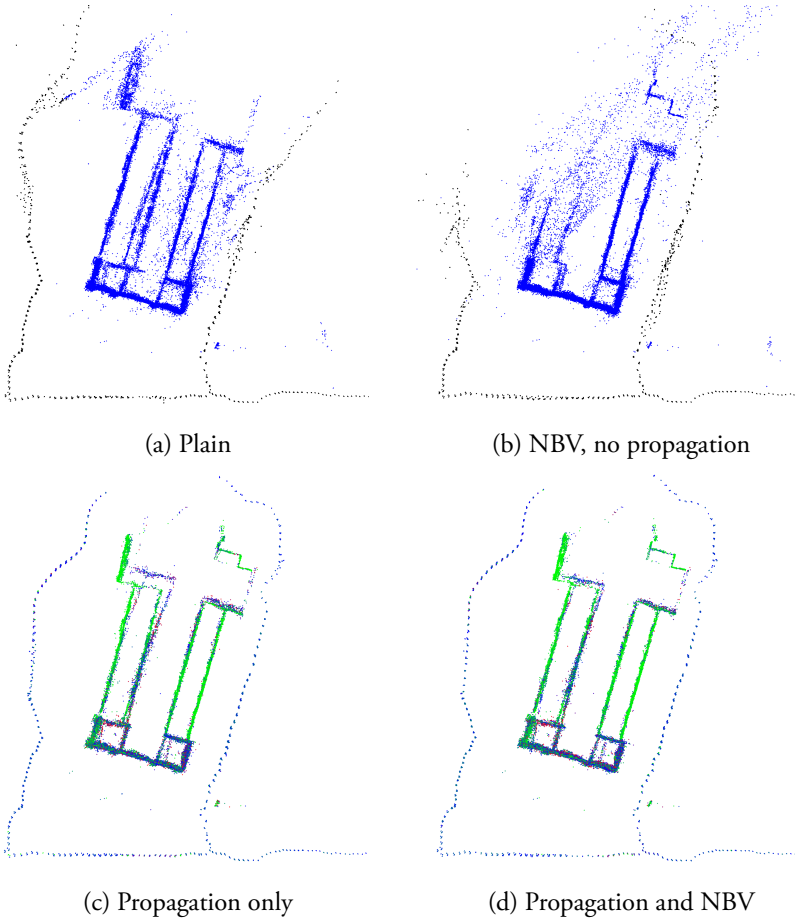 (a) Plain
(b) NBV, no propagation
(c) Propagation only
(d) Propagation and NBV